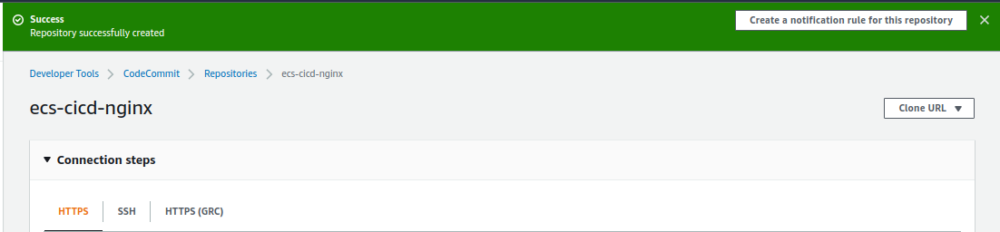 Success
Repository successfully created
Create a notification rule for this repository
Developer Tools
CodeCommit
Repositories
ecs-cicd-nginx
ecs-cicd-nginx
Clone URL
Connection steps
HTTPS
SSH
HTTPS (GRC)